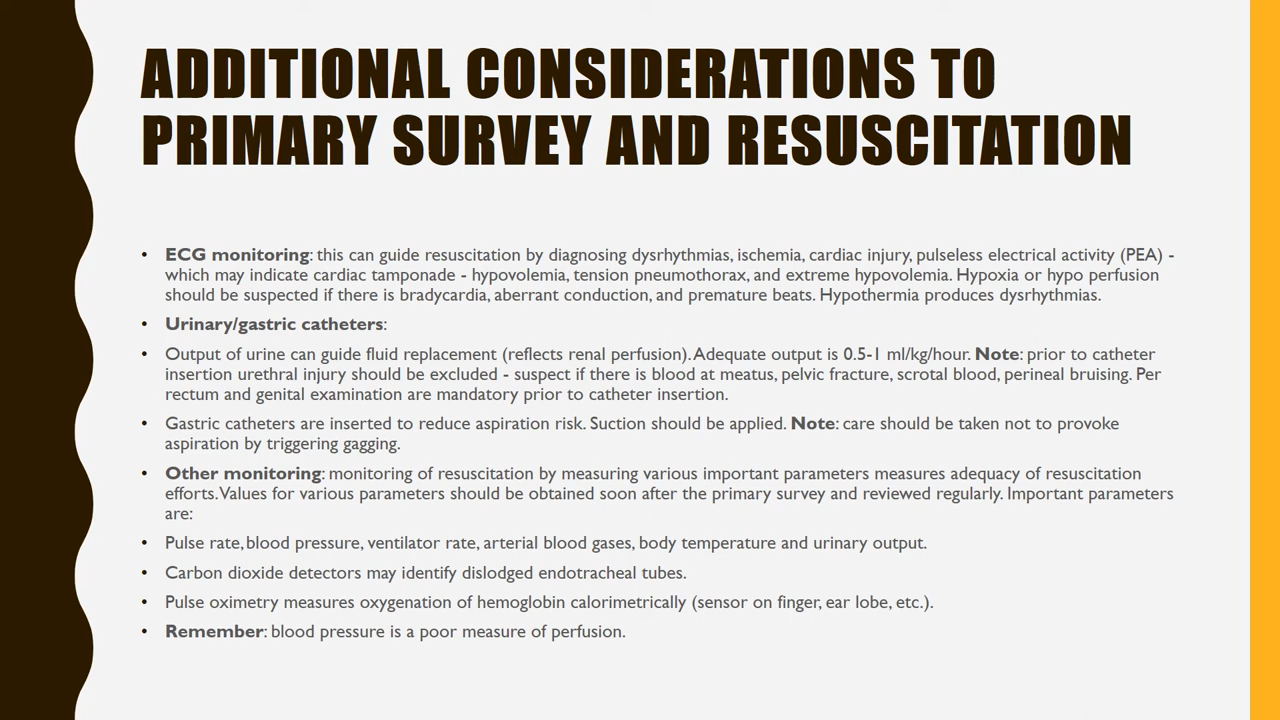 ADDITIONAL CONSIDERATIONS TO
PRIMARY SURVEY AND RESUSCITATION
• ECG monitoring: this can guide resuscitation by diagnosing dysrhythmias, ischemia, cardiac injury, pulseless electrical activity (PEA) -
which may indicate cardiac tamponade - hypovolemia, tension pneumothorax, and extreme hypovolemia. Hypoxia or hypo perfusion
should be suspected if there is bradycardia, aberrant conduction, and premature beats. Hypothermia produces dysrhythmias.
• Urinary/gastric catheters:
• Output of urine can guide fluid replacement (reflects renal perfusion). Adequate output is 0.5-1 ml/kg/hour. Note: prior to catheter
insertion urethral injury should be excluded - suspect if there is blood at meatus, pelvic fracture, scrotal blood, perineal bruising. Per
rectum and genital examination are mandatory prior to catheter insertion.
• Gastric catheters are inserted to reduce aspiration risk. Suction should be applied. Note: care should be taken not to provoke
aspiration by triggering gagging.
• Other monitoring: monitoring of resuscitation by measuring various important parameters measures adequacy of resuscitation
efforts. Values for various parameters should be obtained soon after the primary survey and reviewed regularly. Important parameters
are:
• Pulse rate, blood pressure, ventilator rate, arterial blood gases, body temperature and urinary output.
• Carbon dioxide detectors may identify dislodged endotracheal tubes.
• Pulse oximetry measures oxygenation of hemoglobin calorimetrically (sensor on finger, ear lobe, etc.).
• Remember: blood pressure is a poor measure of perfusion.